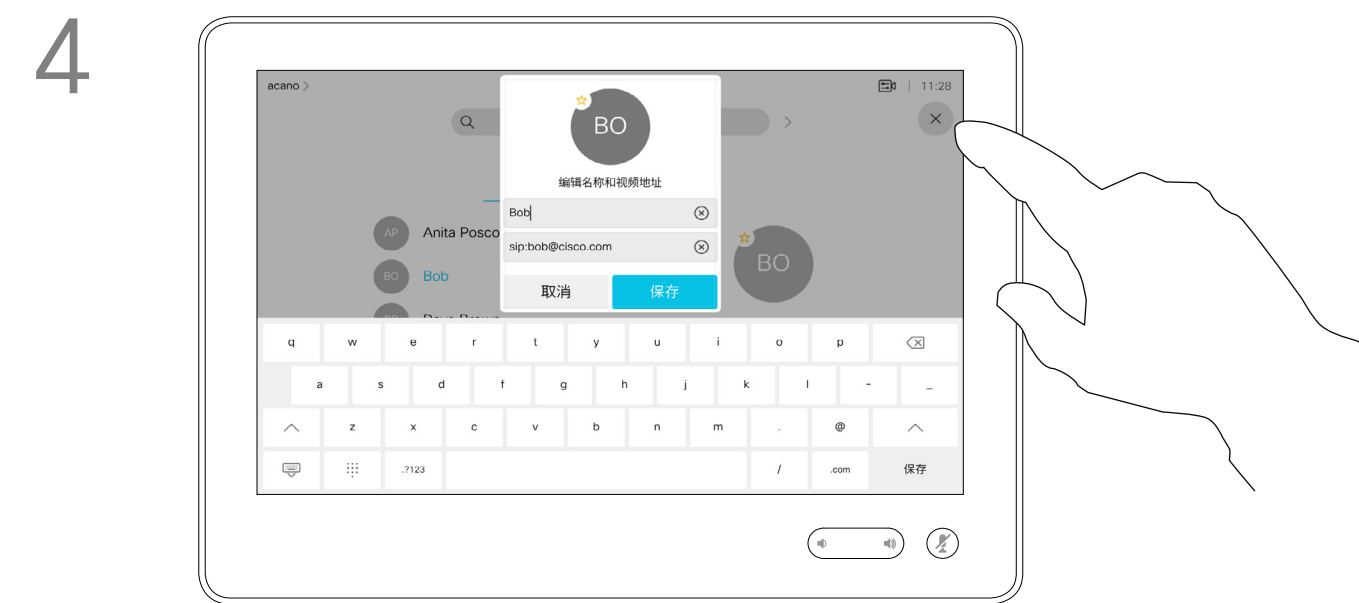 4
acano
11:28
BO
编辑名称和视频地址
Bob
sip:bob@cisco.com
取消 保存
AP Anita Posco
BO Bob
BO
q w e r t y u i o p
a s d f g h j k l - _
z x c v b n m . @
.?123 / .com 保存